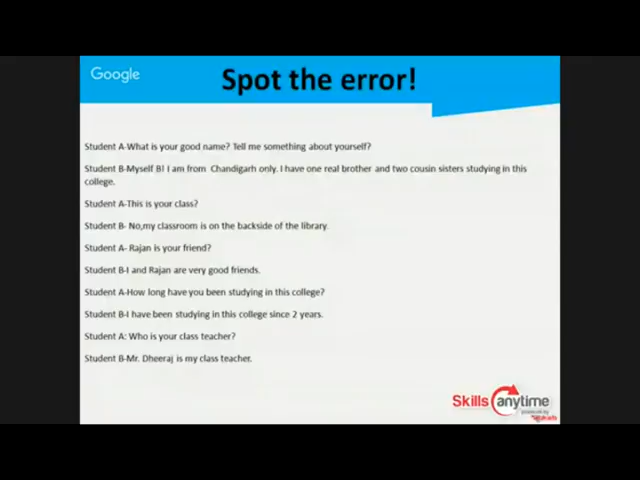 Google
Spot the error!
Student A-What is your good name? Tell me something about yourself?
Student B-Myself B! I am from Chandigarh only. I have one real brother and two cousin sisters studying in this
college.
Student A-This is your class?
Student B- No,my classroom is on the backside of the library.
Student A- Rajan is your friend?
Student B-I and Rajan are very good friends.
Student A-How long have you been studying in this college?
Student B-I have been studying in this college since 2 years.
Student A: Who is your class teacher?
Student B-Mr. Dheeraj is my class teacher.
Skills anytime
powered by